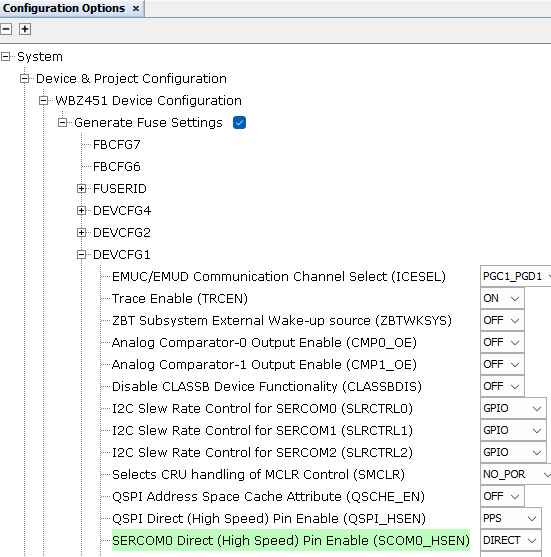 Configuration Options ×
System
Device & Project Configuration
WBZ451 Device Configuration
Generate Fuse Settings
FBCFG7
FBCFG6
FUSERID
DEVCFG4
DEVCFG2
DEVCFG1
EMUC/EMUD Communication Channel Select (ICESEL) PGC1_PGD1
Trace Enable (TRCEN) ON
ZBT Subsystem External Wake-up source (ZBTWKSYS) OFF
Analog Comparator-0 Output Enable (CMP0_OE) OFF
Analog Comparator-1 Output Enable (CMP1_OE) OFF
Disable CLASSB Device Functionality (CLASSBDIS) OFF
I2C Slew Rate Control for SERCOM0 (SLRCTRL0) GPIO
I2C Slew Rate Control for SERCOM1 (SLRCTRL1) GPIO
I2C Slew Rate Control for SERCOM2 (SLRCTRL2) GPIO
Selects CRU handling of MCLR Control (SMCLR) NO_POR
QSPI Address Space Cache Attribute (QSCHE_EN) OFF
QSPI Direct (High Speed) Pin Enable (QSPI_HSEN) PPS
SERCOM0 Direct (High Speed) Pin Enable (SCOM0_HSEN) DIRECT